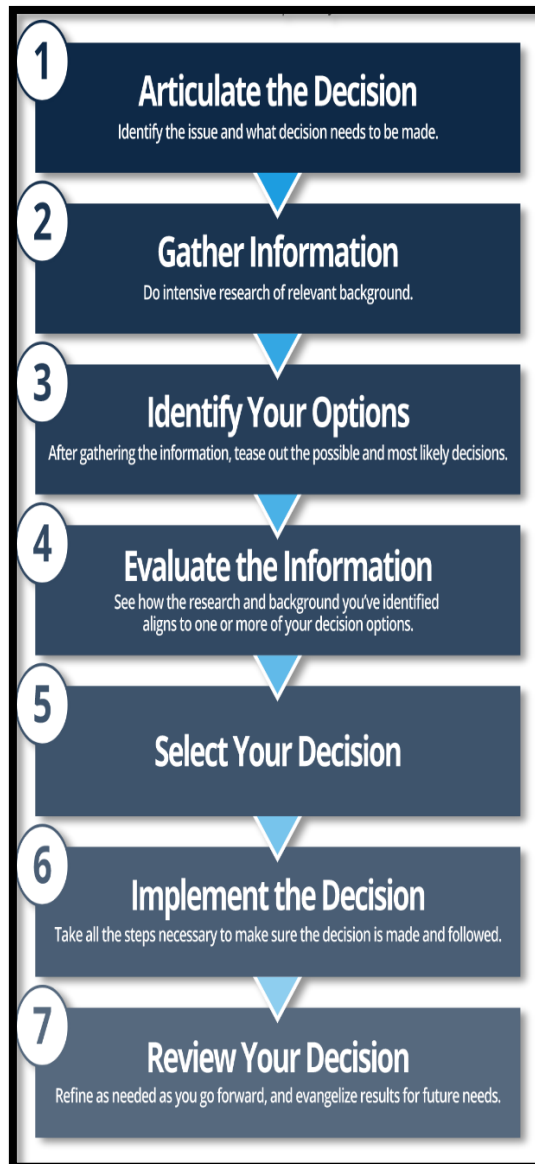 1
Articulate the Decision
Identify the issue and what decision needs to be made.
2
Gather Information
Do intensive research of relevant background.
3
Identify Your Options
After gathering the information, tease out the possible and most likely decisions.
4
Evaluate the Information
See how the research and background you've identified
aligns to one or more of your decision options.
5
Select Your Decision
6
Implement the Decision
Take all the steps necessary to make sure the decision is made and followed.
7
Review Your Decision
Refine as needed as you go forward, and evangelize results for future needs.